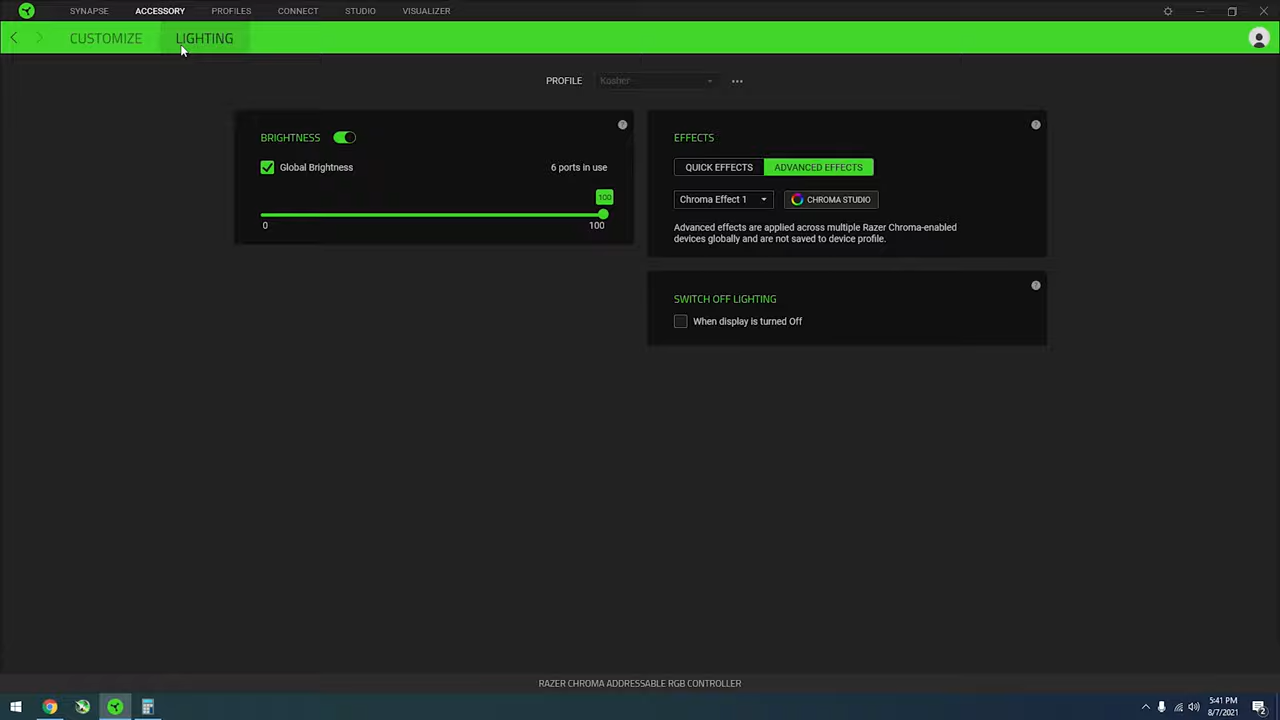 SYNAPSE ACCESSORY PROFILES CONNECT STUDIO VISUALIZER
CUSTOMIZE LIGHTING
PROFILE Kosher
BRIGHTNESS
Global Brightness 6 ports in use
100
0 100
EFFECTS
QUICK EFFECTS ADVANCED EFFECTS
Chroma Effect 1 CHROMA STUDIO
Advanced effects are applied across multiple Razer Chroma-enabled
devices globally and are not saved to device profile.
SWITCH OFF LIGHTING
When display is turned Off
RAZER CHROMA ADDRESSABLE RGB CONTROLLER
5:41 PM
8/7/2021